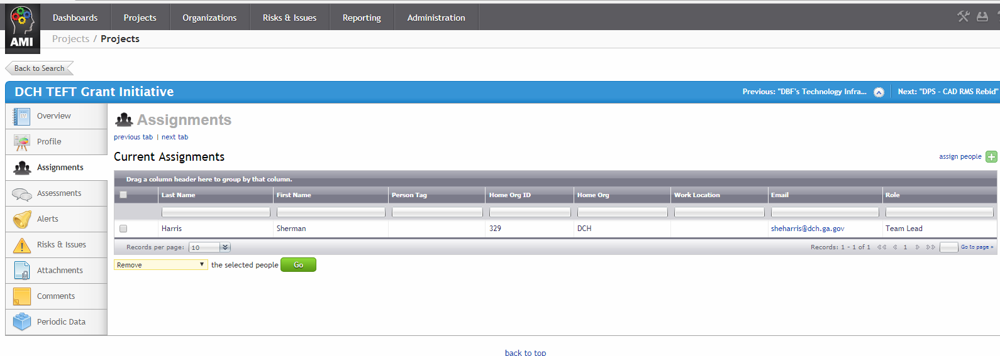 Dashboards Projects Organizations Risks & Issues Reporting Administration
AMI
Projects / Projects
Back to Search
DCH TEFT Grant Initiative Previous: "DBF's Technology Infra... Next: "DPS - CAD RMS Rebid"
Overview
Profile
Assignments
Assessments
Alerts
Risks & Issues
Attachments
Comments
Periodic Data
Assignments
previous tab | next tab
Current Assignments assign people
Drag a column header here to group by that column.
Last Name First Name Person Tag Home Org ID Home Org Work Location Email Role
Harris Sherman 329 DCH sheharris@dch.ga.gov Team Lead
Records per page: 10 Records: 1 - 1 of 1 << < 1 > >> Go to page »
Remove the selected people Go
back to top